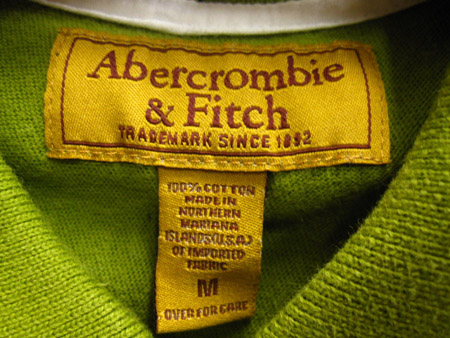 Abercrombie
& Fitch
TRADEMARK SINCE 1892
100% COTTON
MADE IN
NORTHERN
MARIANA
ISLANDS(U.S.A.)
OF IMPORTED
FABRIC
M
OVER FOR CARE